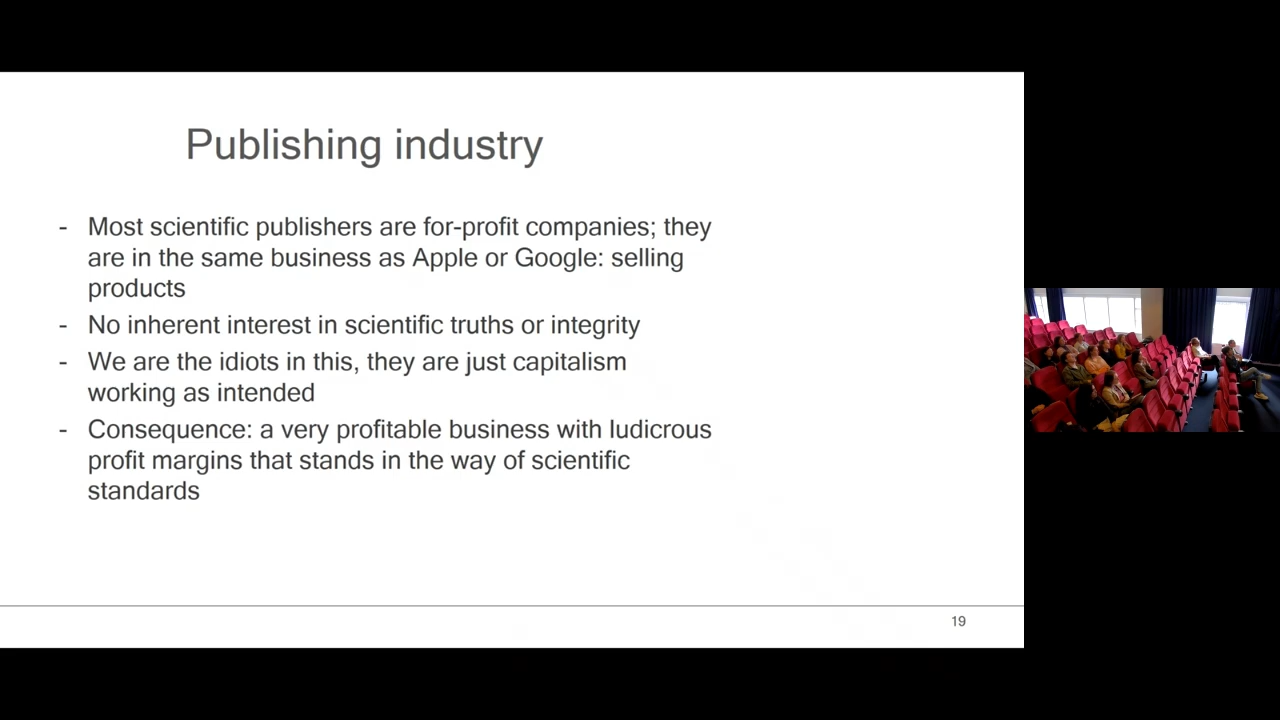 Publishing industry
- Most scientific publishers are for-profit companies; they
are in the same business as Apple or Google: selling
products
- No inherent interest in scientific truths or integrity
- We are the idiots in this, they are just capitalism
working as intended
- Consequence: a very profitable business with ludicrous
profit margins that stands in the way of scientific
standards
19